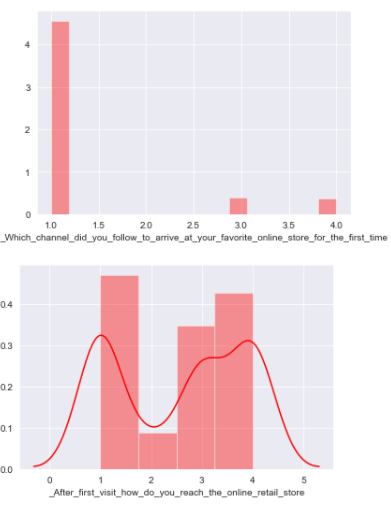 4
3
2
1
0
1.0 1.5 2.0 2.5 3.0 3.5 4.0
_Which_channel_did_you_follow_to_arrive_at_your_favorite_online_store_for_the_first_time
0.4
0.3
0.2
0.1
0.0
0 1 2 3 4 5
_After_first_visit_how_do_you_reach_the_online_retail_store